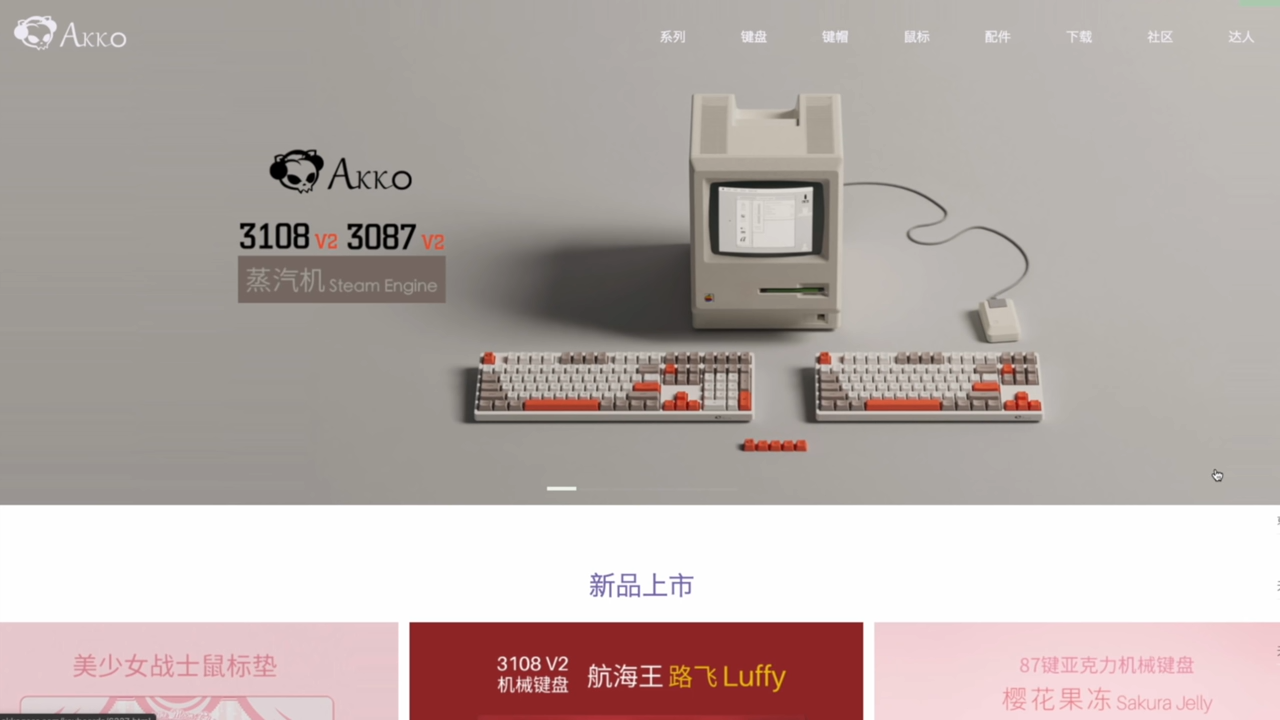 AKKO
系列 键盘 键帽 鼠标 配件 下载 社区 达人
AKKO
3108 V2 3087 V2
蒸汽机 Steam Engine
新品上市
美少女战士鼠标垫
3108 V2
机械键盘
航海王 路飞 Luffy
87键亚克力机械键盘
樱花果冻 Sakura Jelly